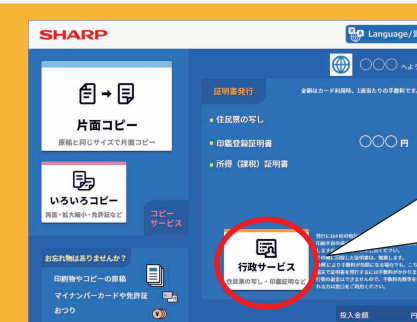 SHARP
Language/言
〇〇〇 へよ
片面コピー
原稿と同じサイズで片面コピー
いろいろコピー
両面・拡大縮小・免許証など
コピー
サービス
お忘れ物はありませんか？
印刷物やコピーの原稿
マイナンバーカードや免許証
おつり
証明書発行
金額はカード利用時、1通当たりの手数料です。
住民票の写し
印鑑登録証明書
〇〇〇 円
所得（課税）証明書
行政サービス
住民票の写し・印鑑証明など
投入金額
円